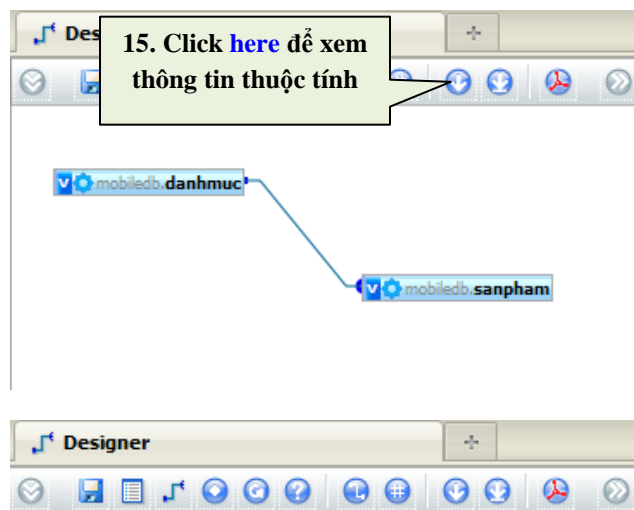 Des
15. Click here để xem
thông tin thuộc tính
mobiledb.danhmuc
mobiledb.sanpham
Designer